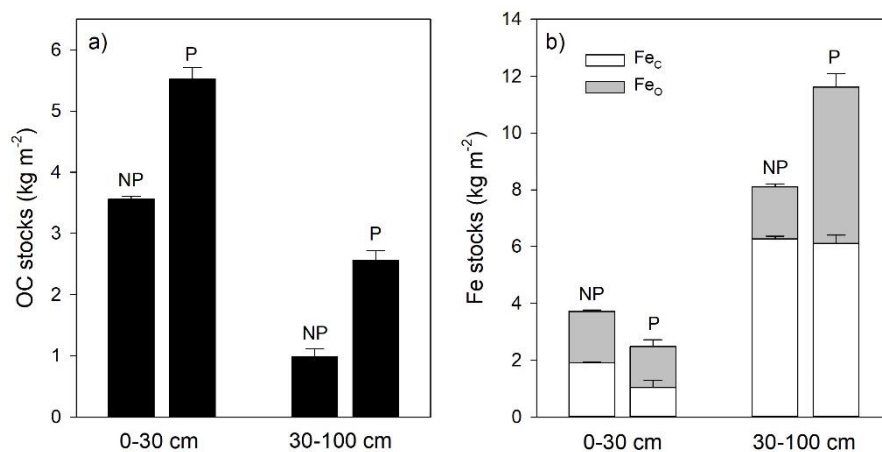 a)
OC stocks (kg m⁻²)
6
5
4
3
2
1
0
NP
P
NP
P
0-30 cm
30-100 cm
b)
Fe stocks (kg m⁻²)
14
12
10
8
6
4
2
0
Fe_C
Fe_O
NP
P
NP
P
0-30 cm
30-100 cm